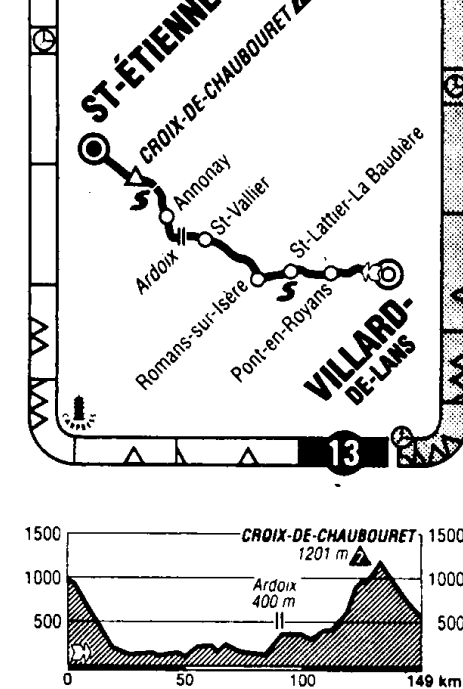 ST-ÉTIENNE
CROIX-DE-CHAUBOURET
Annonay
St-Vallier
St-Lattier-La Baudière
S
Ardoix
Romans-sur-Isère
S
Pont-en-Royans
VILLARD-
DE-LANS
13
1500
CROIX-DE-CHAUBOURET
1500
1201 m
2
1000
Ardoix
1000
400 m
500
500
0
50
100
149 km